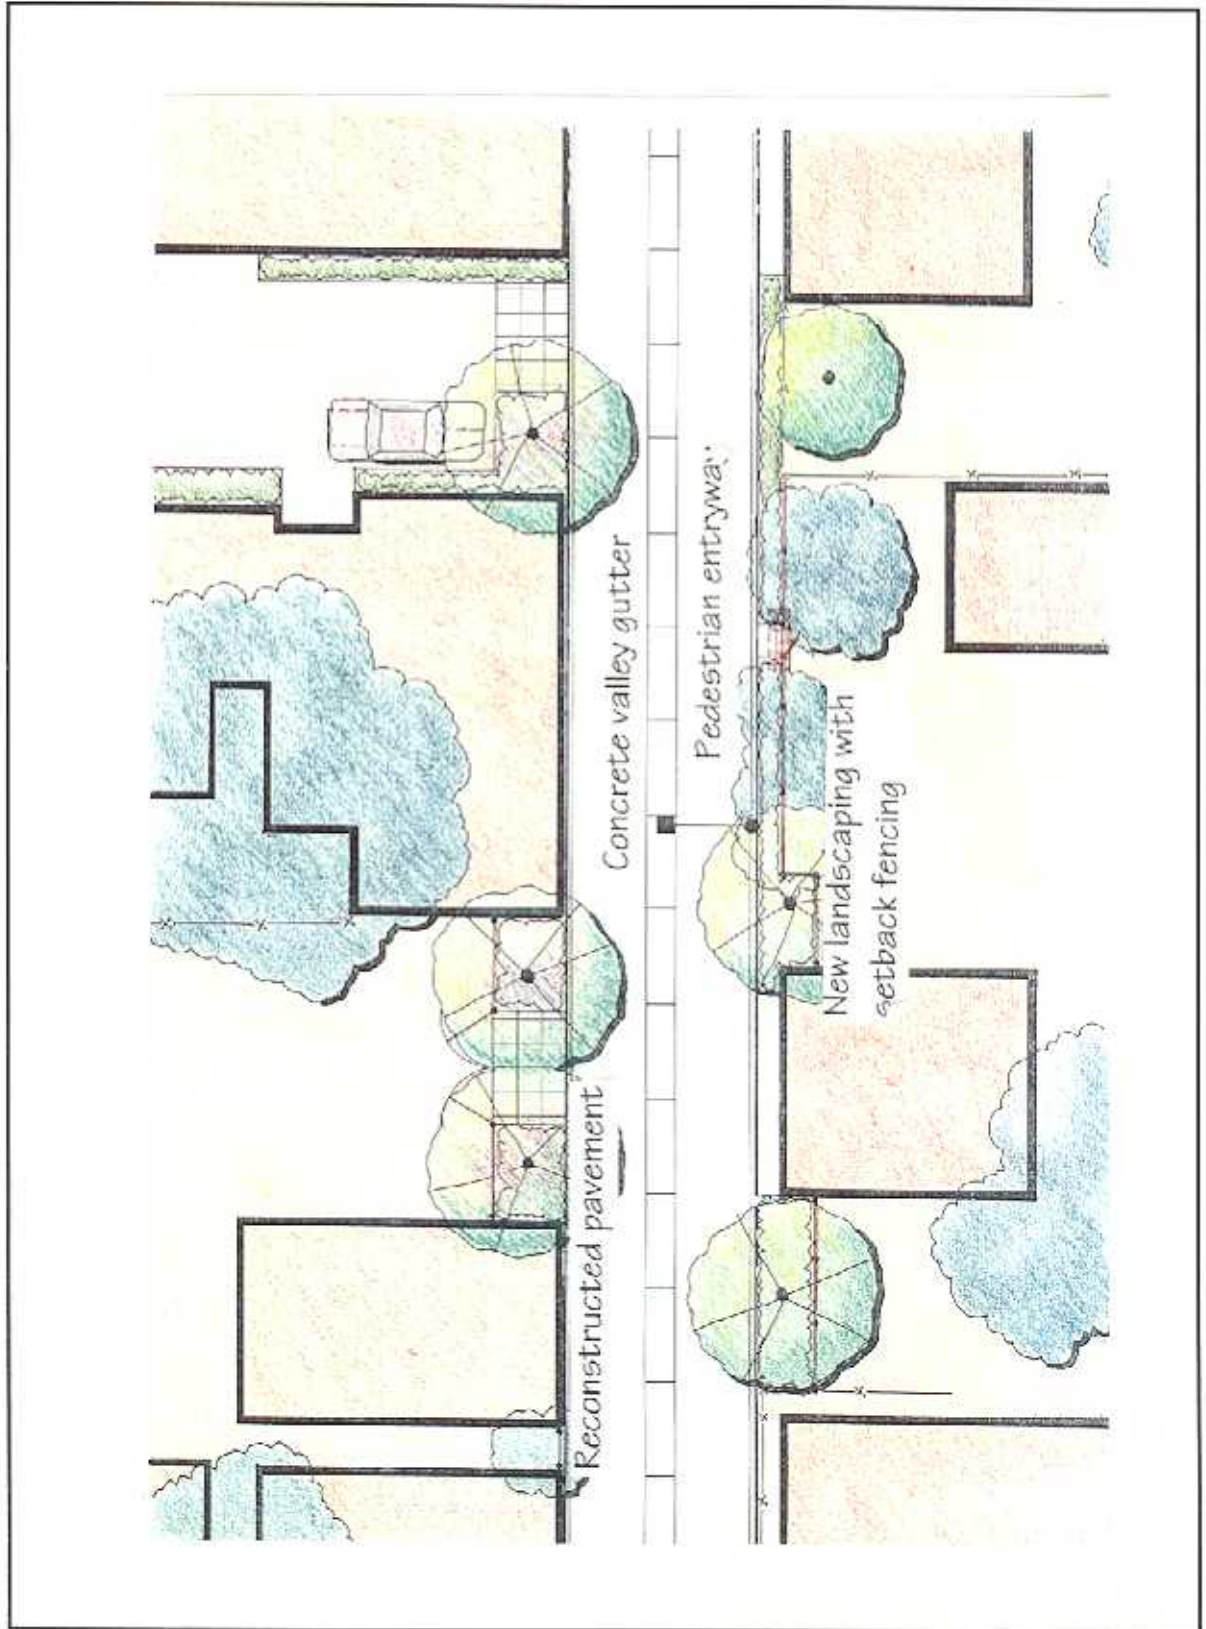 Reconstructed pavement
Concrete valley gutter
Pedestrian entryway
New landscaping with
setback fencing